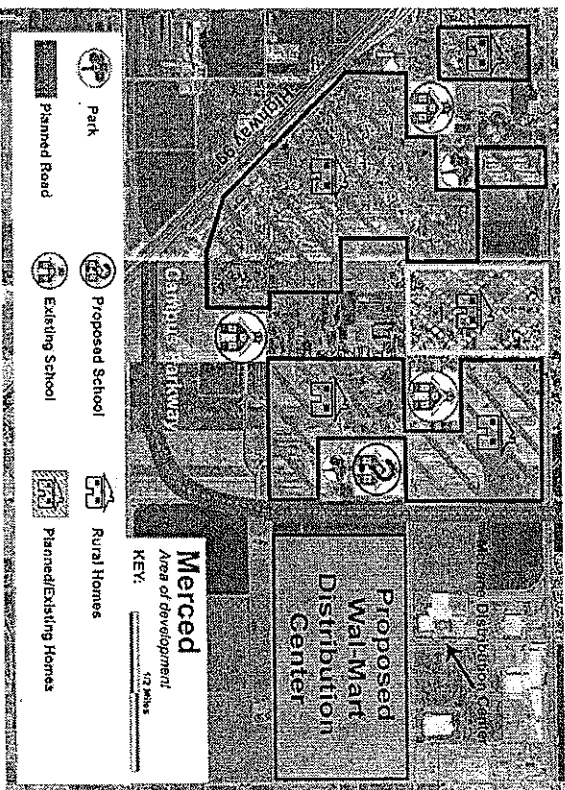 Highway 99
Campus Parkway
Distribution Center
Proposed
Wal-Mart
Distribution
Center
Merced
Area of development
KEY:
1/2 Miles
Park
Proposed School
Rural Homes
Planned Road
Existing School
Planned/Existing Homes